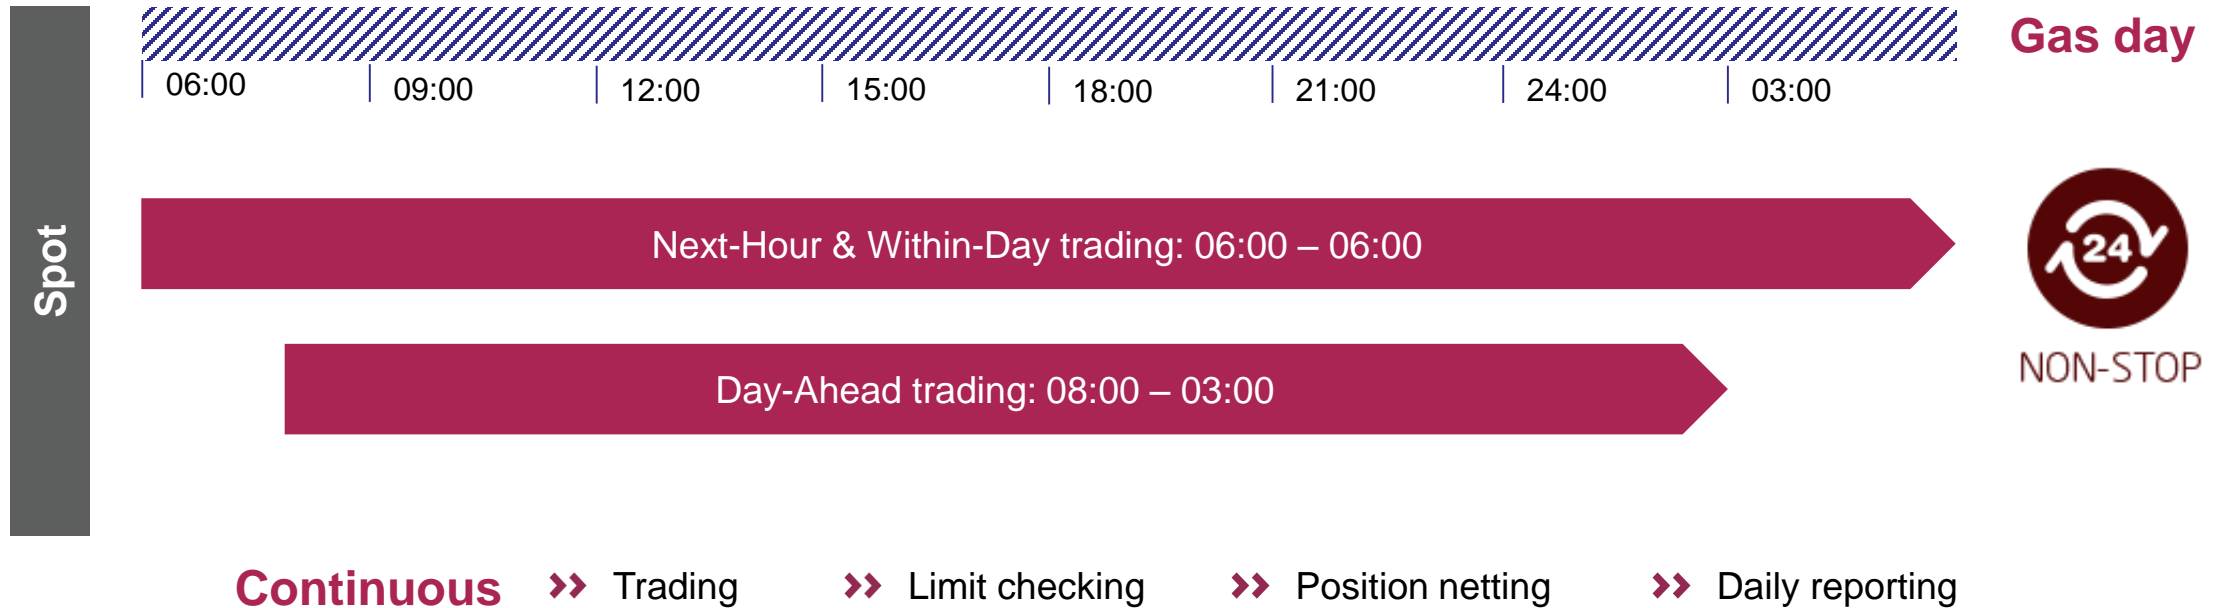 Gas day
06:00
09:00
12:00
15:00
18:00
21:00
24:00
03:00
Spot
Next-Hour & Within-Day trading: 06:00 – 06:00
24
NON-STOP
Day-Ahead trading: 08:00 – 03:00
Continuous
Trading
Limit checking
Position netting
Daily reporting